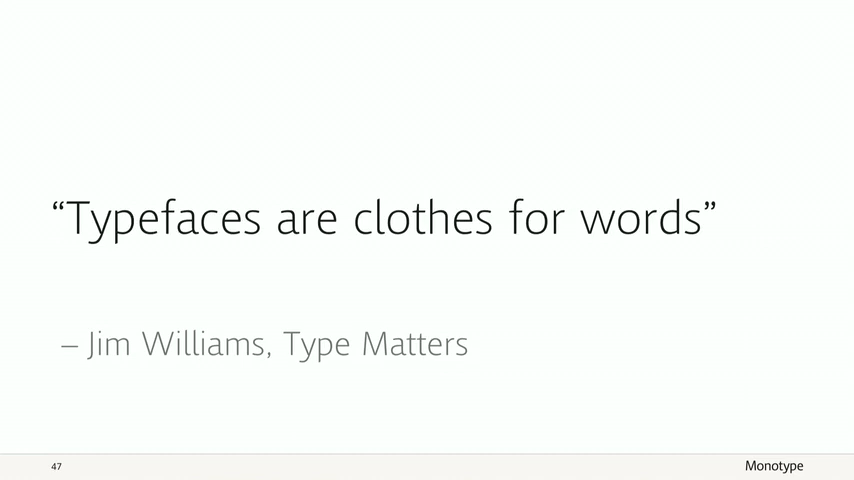 “Typefaces are clothes for words”
– Jim Williams, Type Matters
47
Monotype